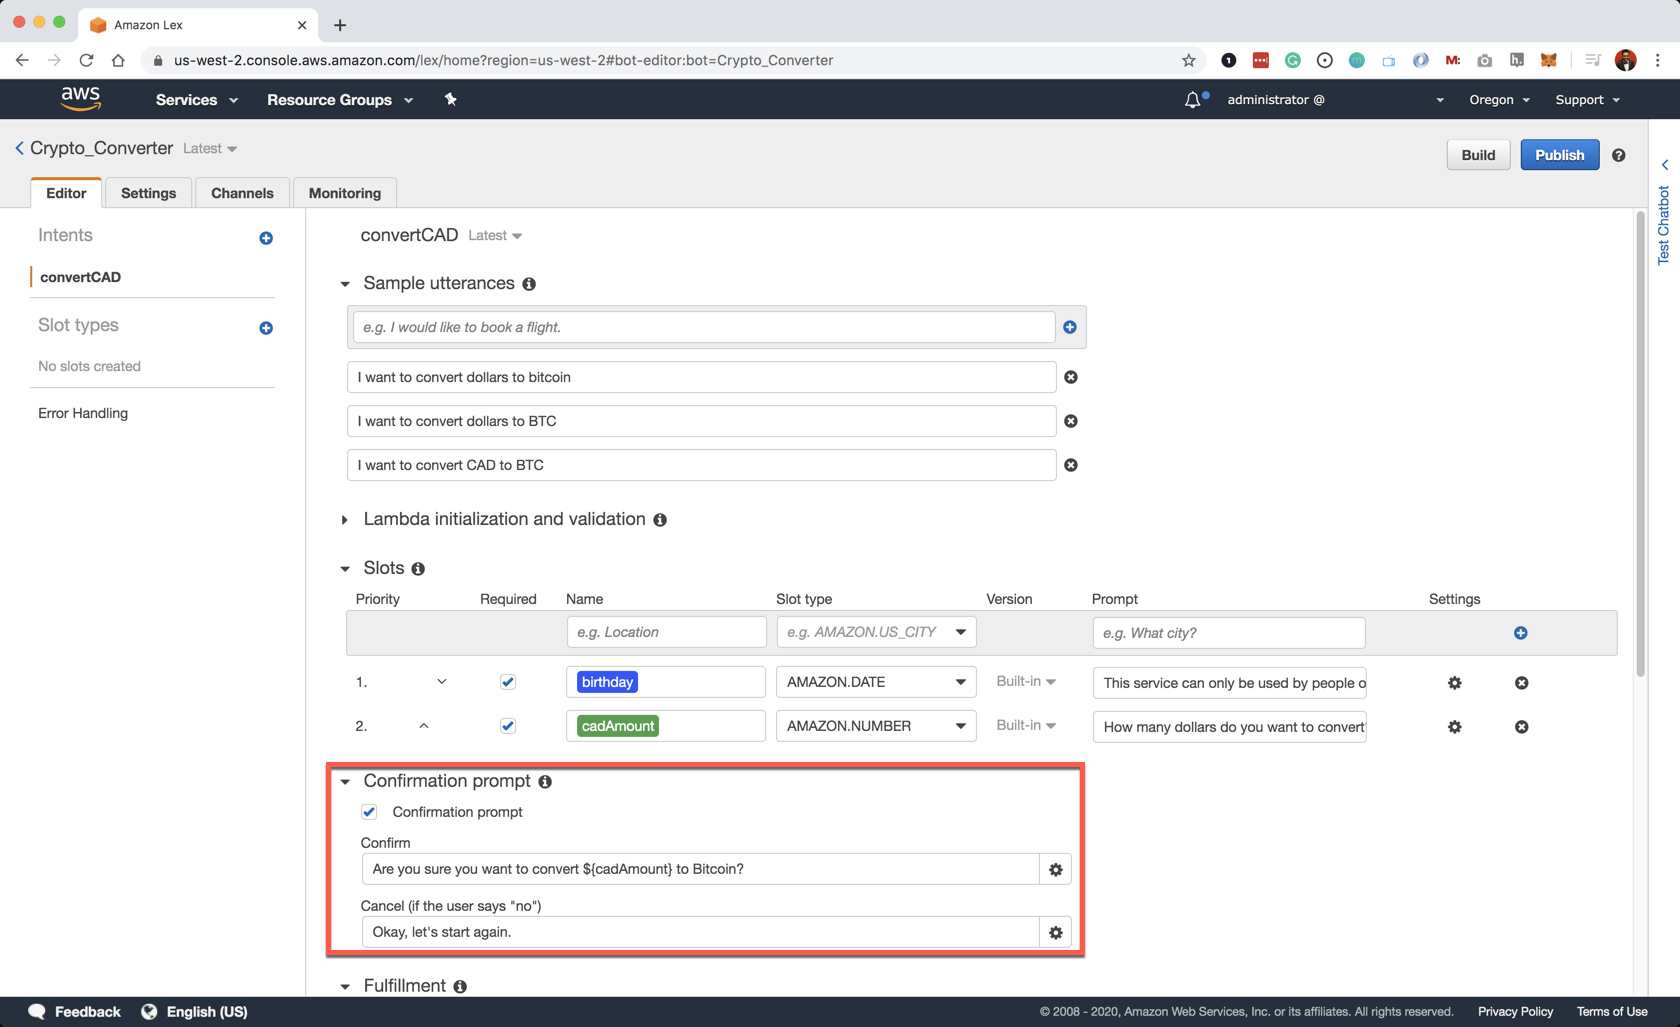 Amazon Lex
us-west-2.console.aws.amazon.com/lex/home?region=us-west-2#bot-editor:bot=Crypto_Converter
aws
Services
Resource Groups
administrator @
Oregon
Support
Crypto_Converter Latest
Build
Publish
Editor
Settings
Channels
Monitoring
Test Chatbot
Intents
convertCAD
Slot types
No slots created
Error Handling
convertCAD Latest
Sample utterances
e.g. I would like to book a flight.
I want to convert dollars to bitcoin
I want to convert dollars to BTC
I want to convert CAD to BTC
Lambda initialization and validation
Slots
Priority Required Name Slot type Version Prompt Settings
e.g. Location e.g. AMAZON.US_CITY e.g. What city?
1. birthday AMAZON.DATE Built-in This service can only be used by people o
2. cadAmount AMAZON.NUMBER Built-in How many dollars do you want to convert
Confirmation prompt
Confirmation prompt
Confirm
Are you sure you want to convert ${cadAmount} to Bitcoin?
Cancel (if the user says "no")
Okay, let's start again.
Fulfillment
Feedback
English (US)
© 2008 - 2020, Amazon Web Services, Inc. or its affiliates. All rights reserved.
Privacy Policy
Terms of Use